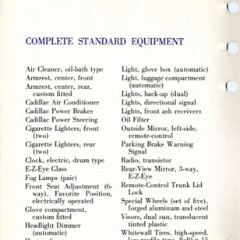 COMPLETE STANDARD EQUIPMENT
Air Cleaner, oil-bath type
Armrest, center, front
Armrest, center, rear,
custom fitted
Cadillac Air Conditioner
Cadillac Power Brakes
Cadillac Power Steering
Cigarette Lighters, front
(two)
Cigarette Lighters, rear
(two)
Clock, electric, drum type
E-Z-Eye Glass
Fog Lamps (pair)
Front Seat Adjustment (6-
way), Favorite Position,
electrically operated
Glove compartment,
custom fitted
Headlight Dimmer
(automatic)
Light, glove box (automatic)
Light, luggage compartment
(automatic)
Lights, back-up (dual)
Lights, directional signal
Lights, front ash receivers
Oil Filter
Outside Mirror, left-side,
remote-control
Parking Brake Warning
Signal
Radio, transistor
Rear-View Mirror, 3-way,
E-Z-Eye
Remote-Control Trunk Lid
Lock
Special Wheels (set of five),
forged aluminum and steel
Visors, dual sun, translucent
tinted plastic
Whitewall Tires, high-speed,